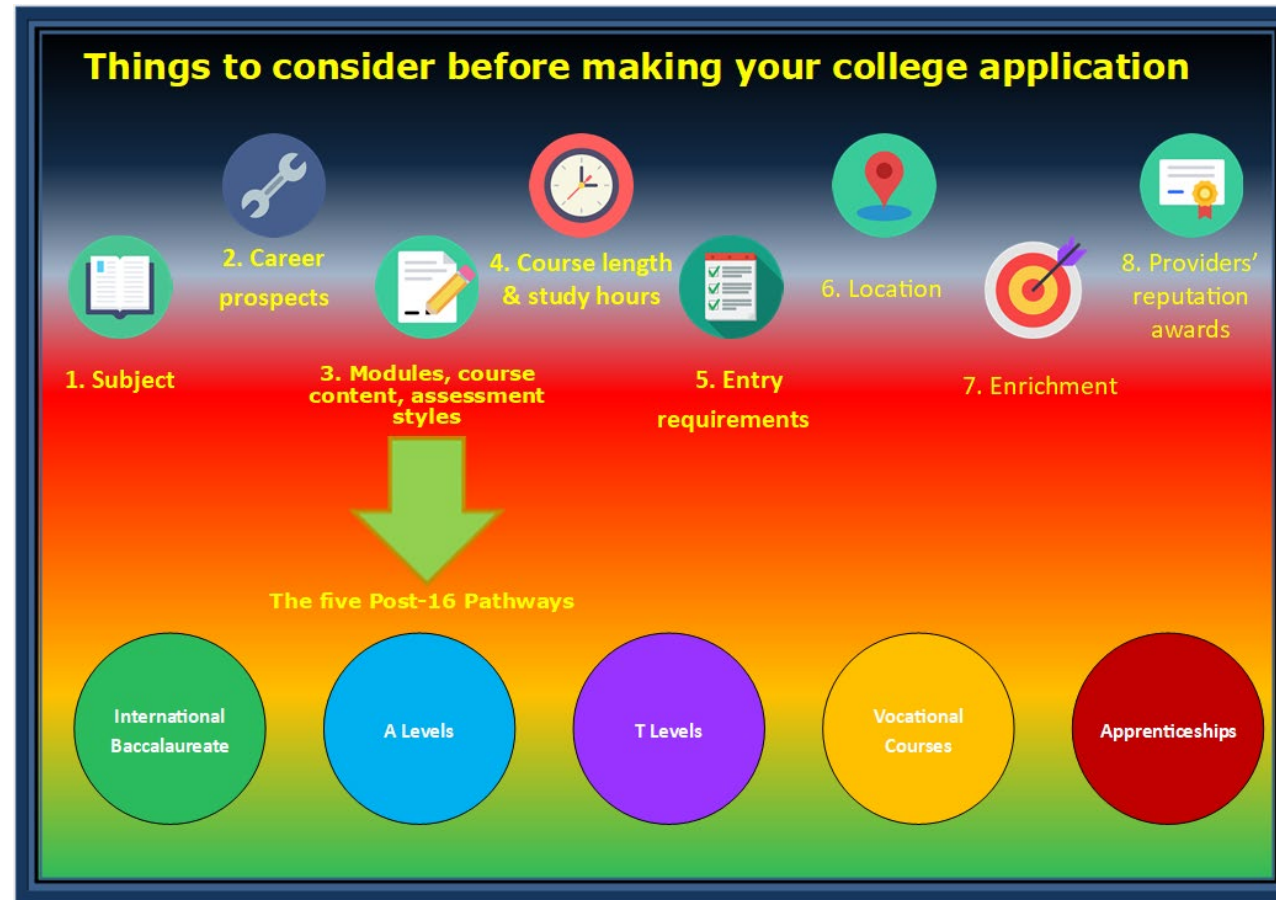 Things to consider before making your college application
1. Subject
2. Career
prospects
3. Modules, course
content, assessment
styles
4. Course length
& study hours
5. Entry
requirements
6. Location
7. Enrichment
8. Providers’
reputation
awards
The five Post-16 Pathways
International
Baccalaureate
A Levels
T Levels
Vocational
Courses
Apprenticeships